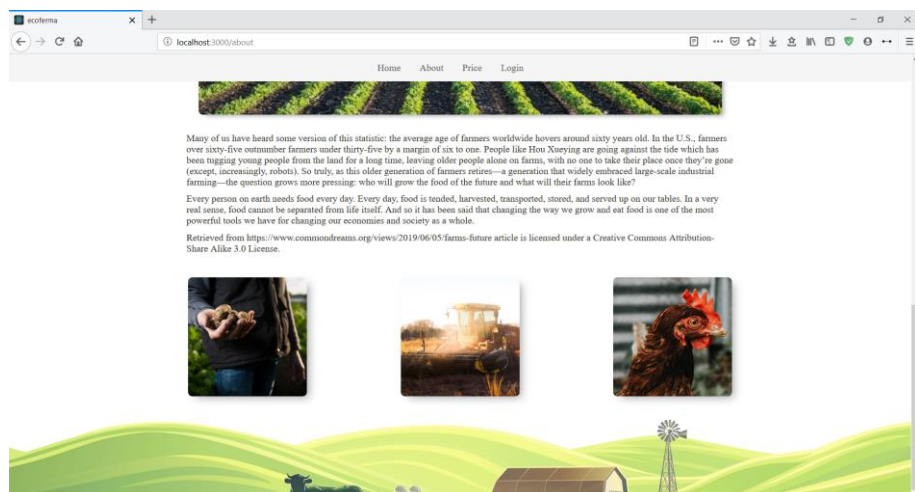 ecoferma
localhost:3000/about
Home About Price Login
Many of us have heard some version of this statistic: the average age of farmers worldwide hovers around sixty years old. In the U.S., farmers
over sixty-five outnumber farmers under thirty-five by a margin of six to one. People like Hou Xueying are going against the tide which has
been tugging young people from the land for a long time, leaving older people alone on farms, with no one to take their place once they're gone
(except, increasingly, robots). So truly, as this older generation of farmers retires—a generation that widely embraced large-scale industrial
farming—the question grows more pressing: who will grow the food of the future and what will their farms look like?
Every person on earth needs food every day. Every day, food is tended, harvested, transported, stored, and served up on our tables. In a very
real sense, food cannot be separated from life itself. And so it has been said that changing the way we grow and eat food is one of the most
powerful tools we have for changing our economies and society as a whole.
Retrieved from https://www.commondreams.org/views/2019/06/05/farms-future article is licensed under a Creative Commons Attribution-
Share Alike 3.0 License.